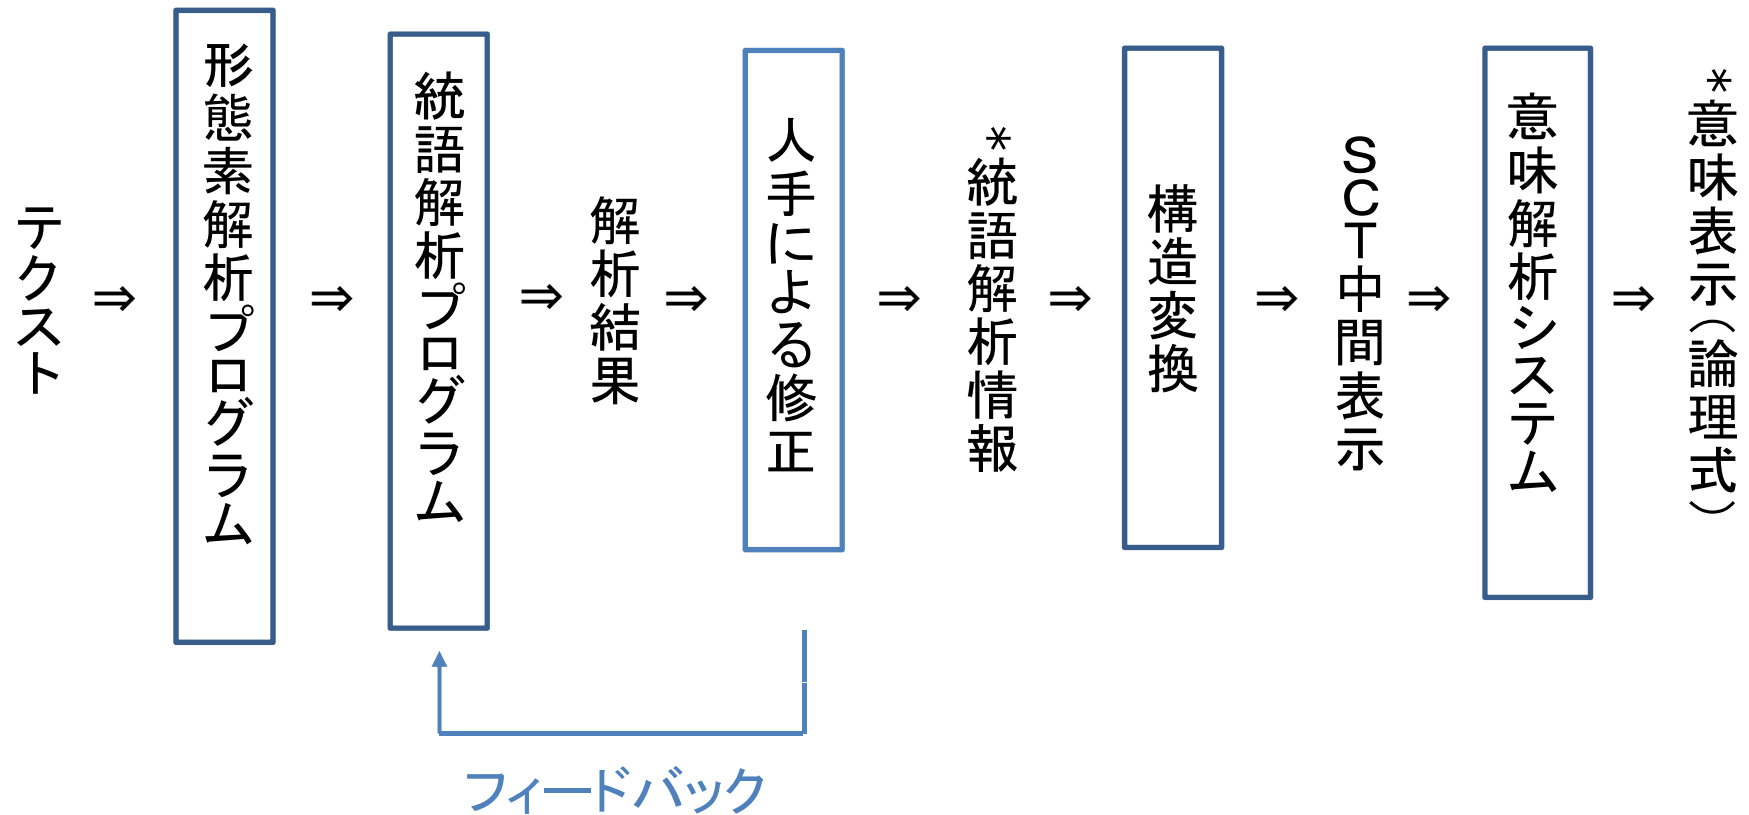 テクスト
⇒
形態素解析プログラム
⇒
統語解析プログラム
⇒
解析結果
⇒
人手による修正
⇒
*統語解析情報
⇒
構造変換
⇒
SCT中間表示
⇒
意味解析システム
⇒
*意味表示(論理式)
フィードバック